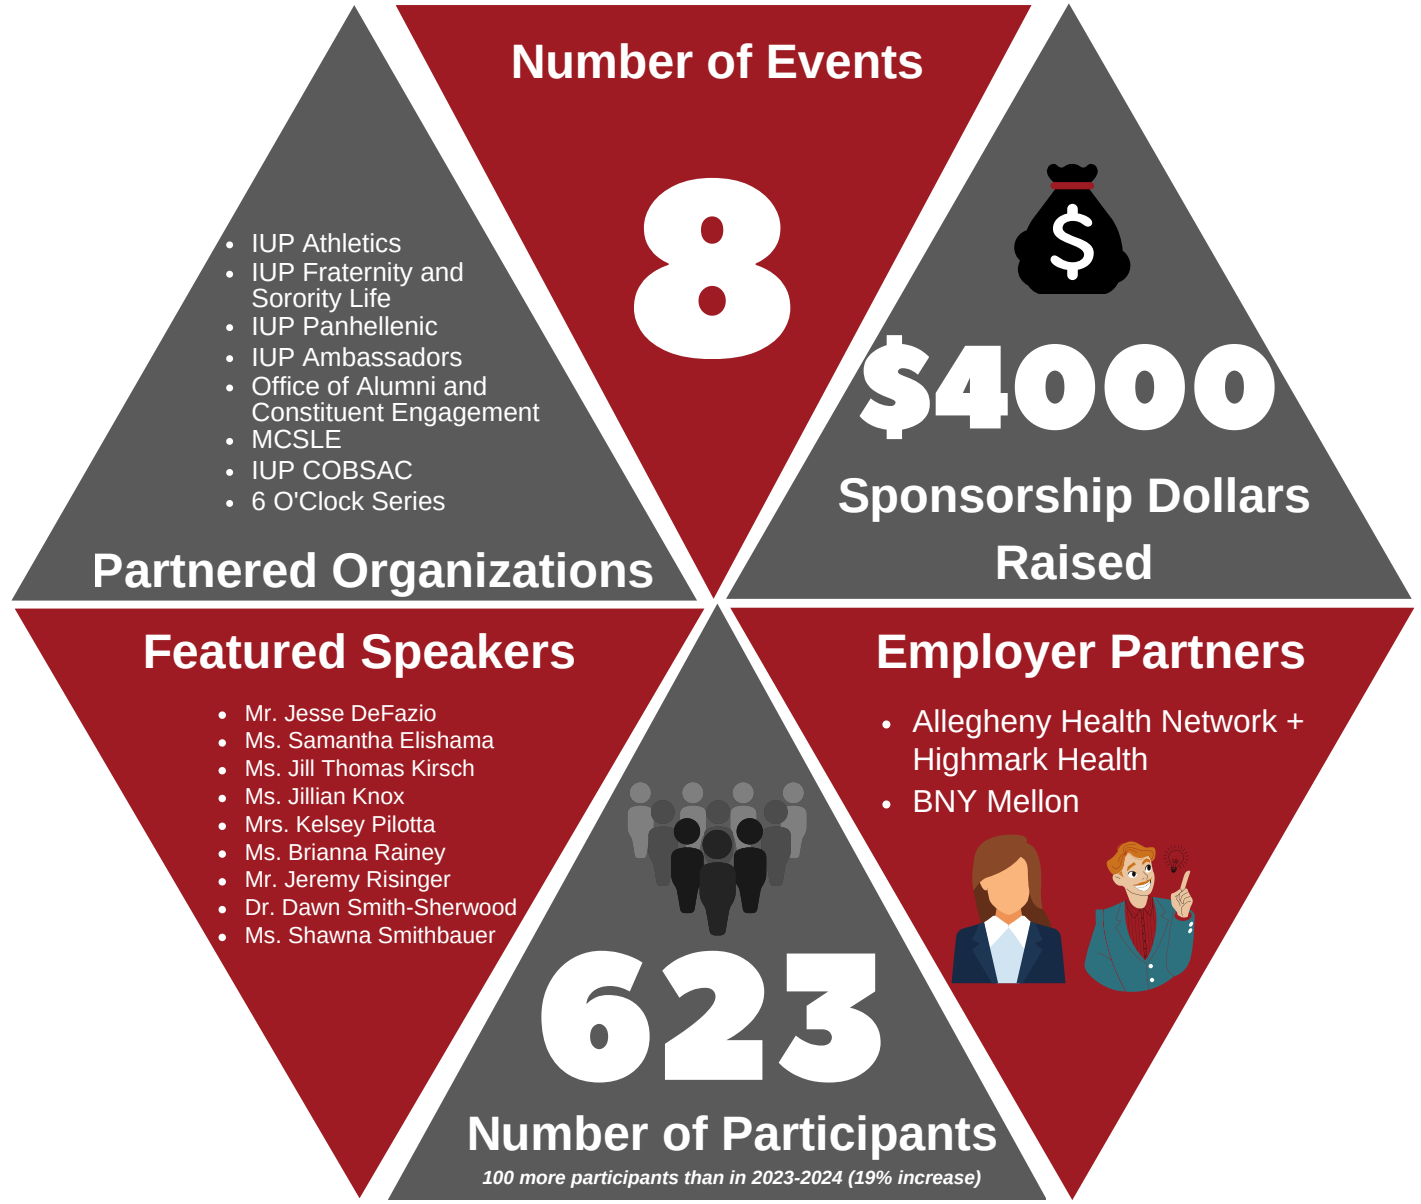 Number of Events
8
• IUP Athletics
• IUP Fraternity and
Sorority Life
• IUP Panhellenic
• IUP Ambassadors
• Office of Alumni and
Constituent Engagement
• MCSLE
• IUP COBSAC
• 6 O'Clock Series
Partnered Organizations
$
$4000
Sponsorship Dollars
Raised
Featured Speakers
• Mr. Jesse DeFazio
• Ms. Samantha Elishama
• Ms. Jill Thomas Kirsch
• Ms. Jillian Knox
• Mrs. Kelsey Pilotta
• Ms. Brianna Rainey
• Mr. Jeremy Risinger
• Dr. Dawn Smith-Sherwood
• Ms. Shawna Smithbauer
623
Number of Participants
100 more participants than in 2023-2024 (19% increase)
Employer Partners
• Allegheny Health Network +
Highmark Health
• BNY Mellon